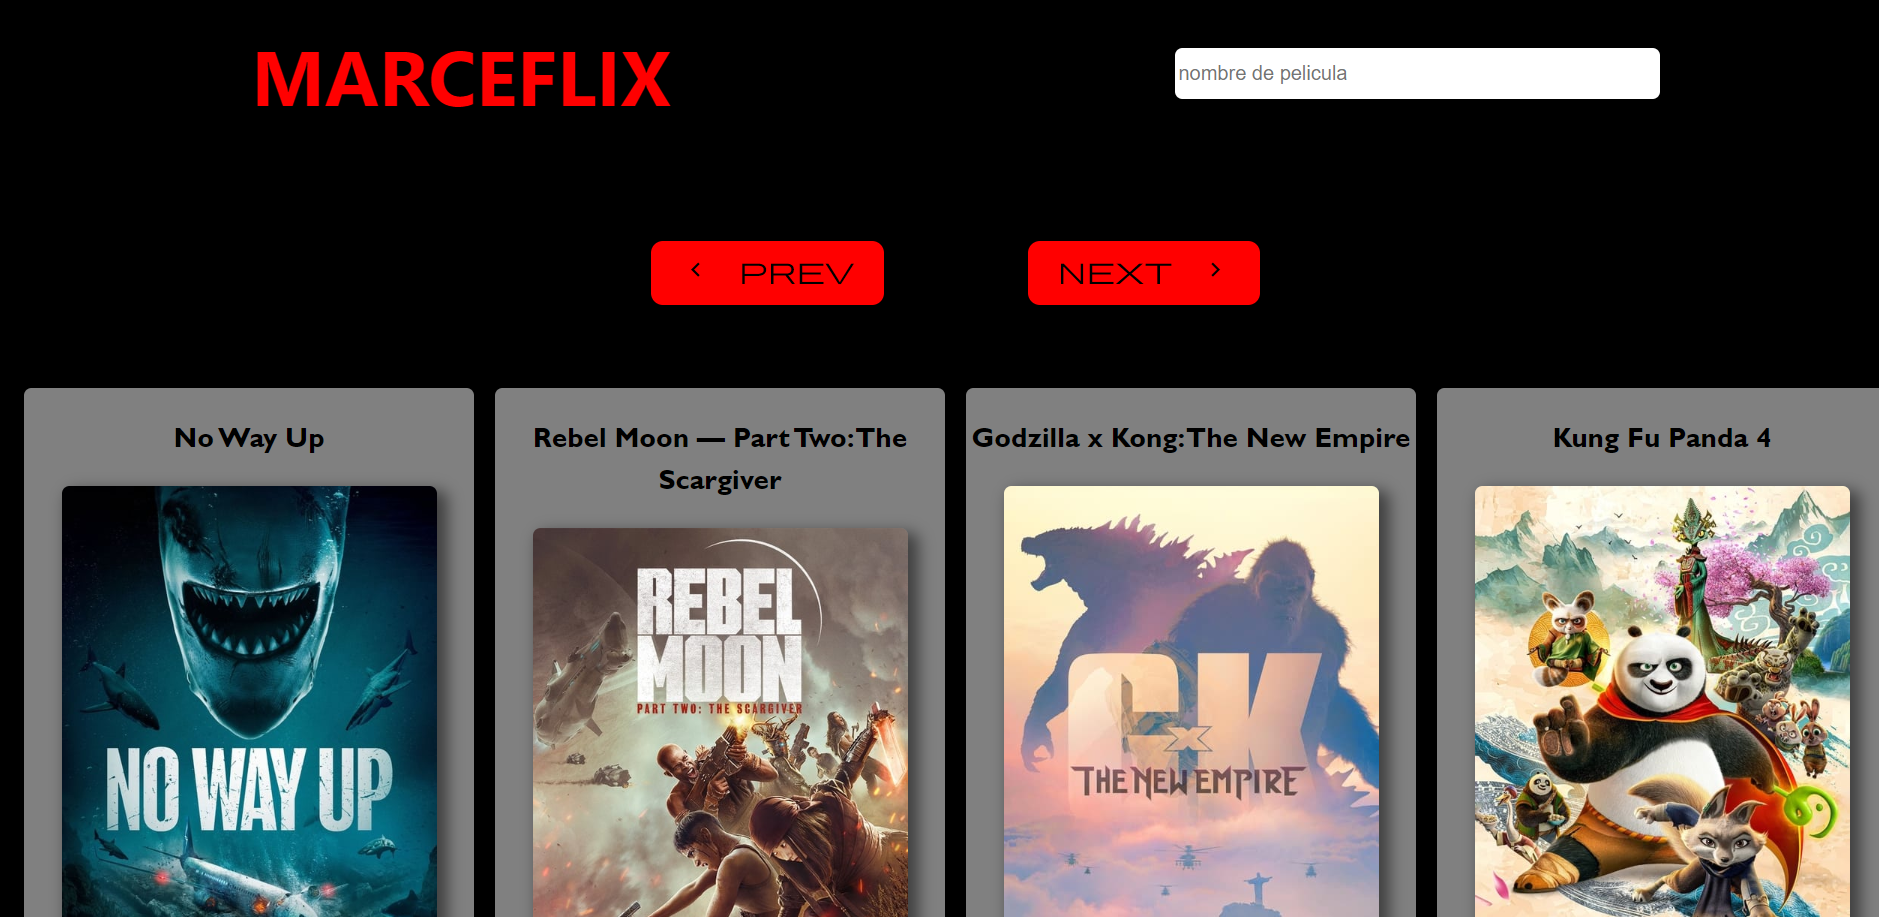 MARCEFLIX
nombre de pelicula
PREV
NEXT
No Way Up
Rebel Moon — Part Two: The
Scargiver
Godzilla x Kong: The New Empire
Kung Fu Panda 4
NO WAY UP
REBEL
MOON
PART TWO: THE SCARGIVER
GXK
THE NEW EMPIRE